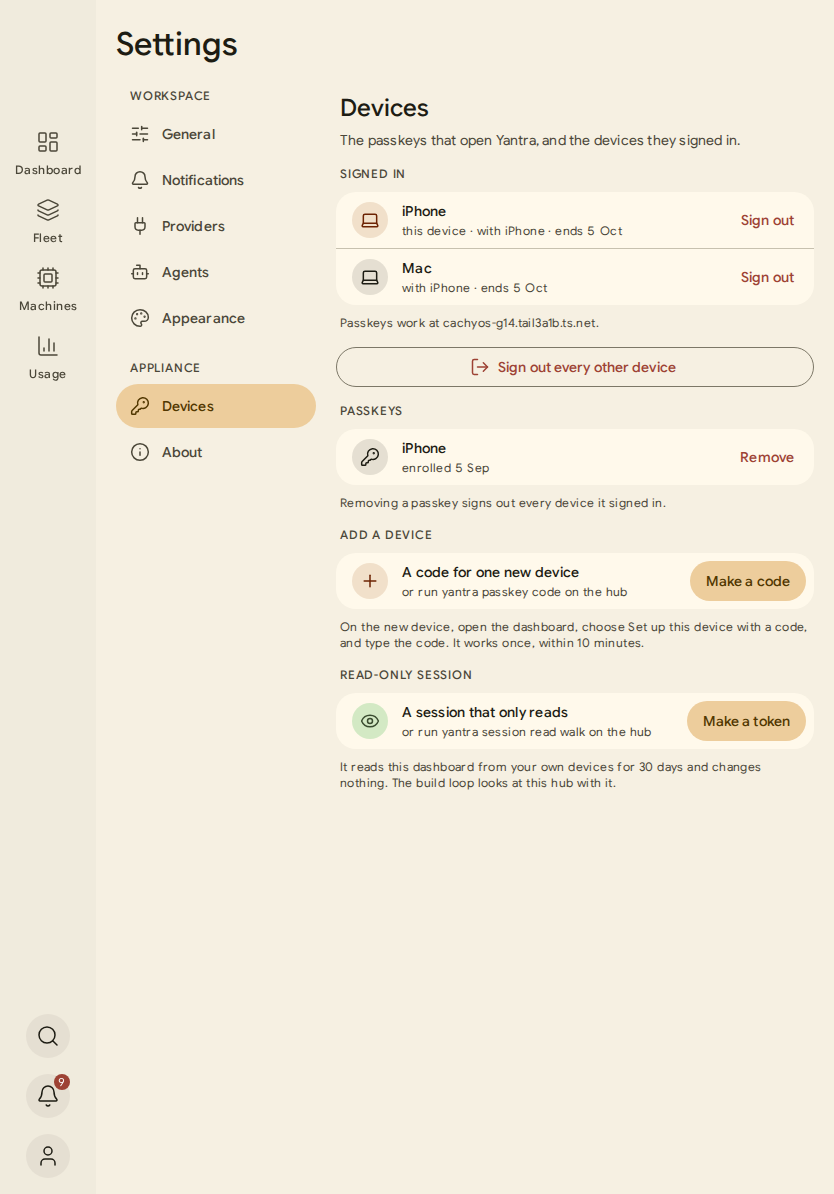 Settings
Dashboard
Fleet
Machines
Usage
9
WORKSPACE
General
Notifications
Providers
Agents
Appearance
APPLIANCE
Devices
About
Devices
The passkeys that open Yantra, and the devices they signed in.
SIGNED IN
iPhone
this device · with iPhone · ends 5 Oct
Sign out
Mac
with iPhone · ends 5 Oct
Sign out
Passkeys work at cachyos-g14.tail3a1b.ts.net.
Sign out every other device
PASSKEYS
iPhone
enrolled 5 Sep
Remove
Removing a passkey signs out every device it signed in.
ADD A DEVICE
A code for one new device
or run yantra passkey code on the hub
Make a code
On the new device, open the dashboard, choose Set up this device with a code,
and type the code. It works once, within 10 minutes.
READ-ONLY SESSION
A session that only reads
or run yantra session read walk on the hub
Make a token
It reads this dashboard from your own devices for 30 days and changes
nothing. The build loop looks at this hub with it.